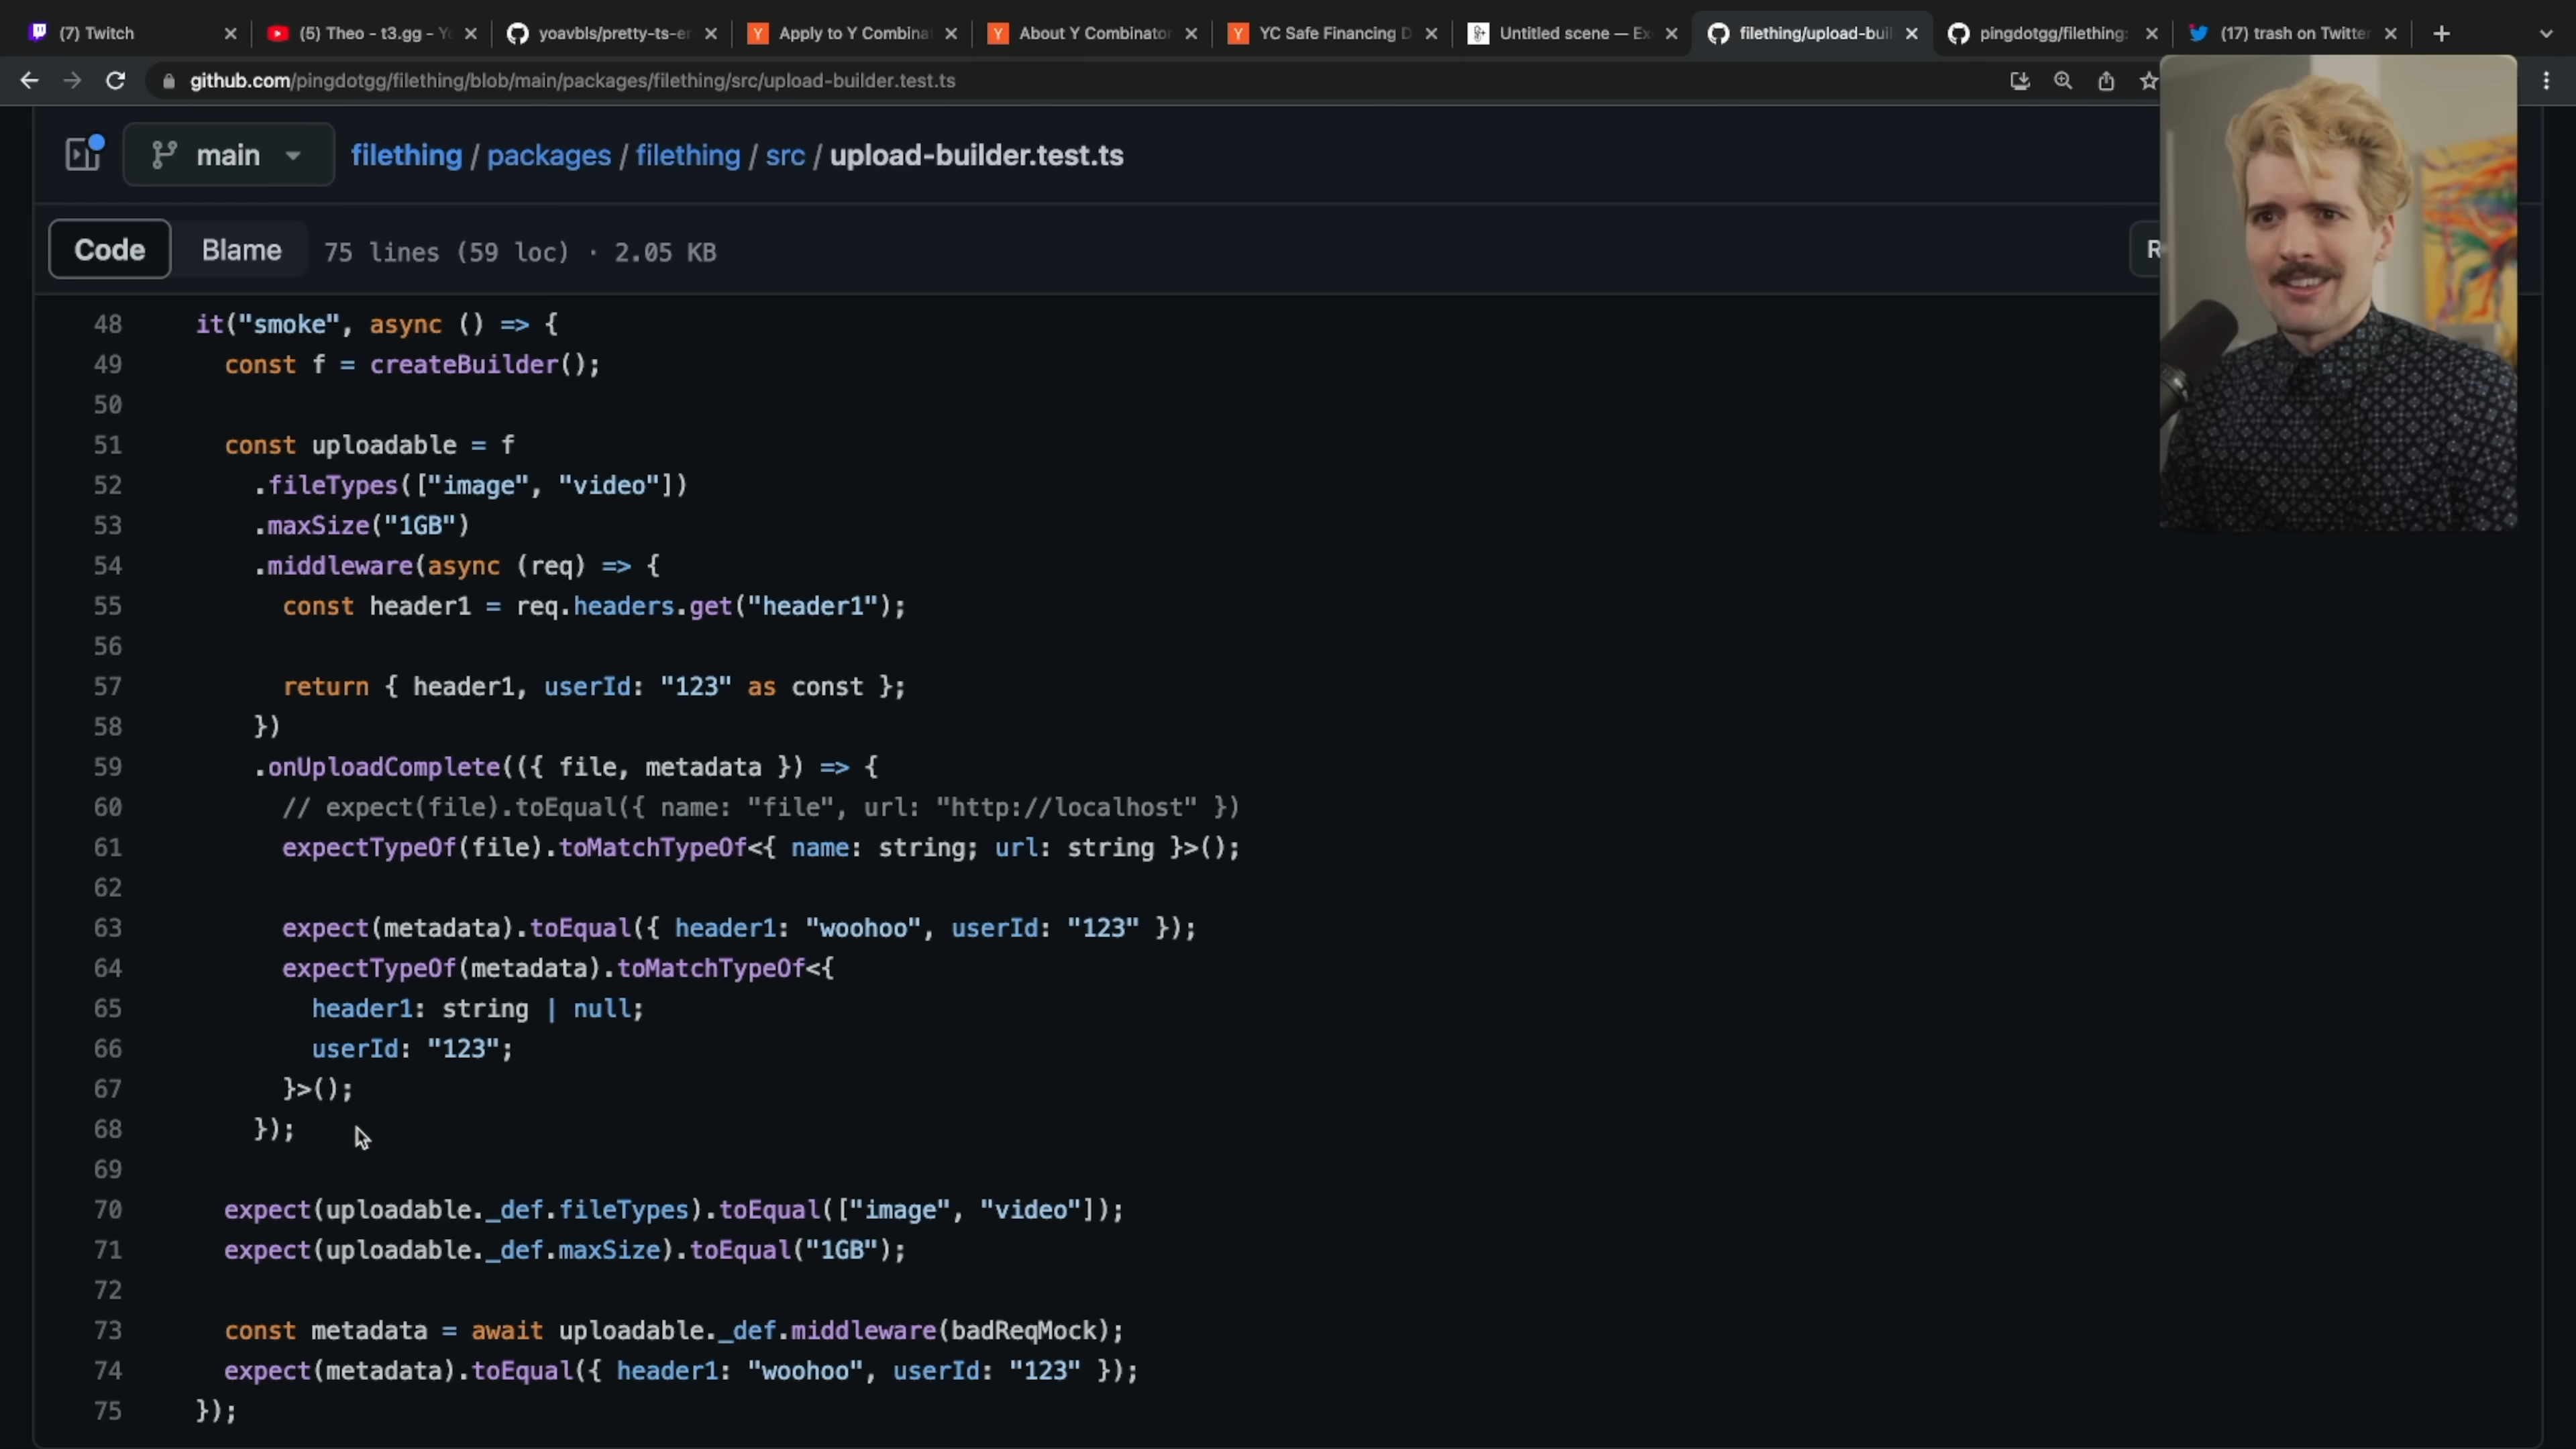 (7) Twitch
(5) Theo - t3.gg - Yo
yoavbls/pretty-ts-er
Apply to Y Combina
About Y Combinator
YC Safe Financing D
Untitled scene — Ex
filething/upload-buil
pingdotgg/filething:
(17) trash on Twitter
github.com/pingdotgg/filething/blob/main/packages/filething/src/upload-builder.test.ts
main
filething / packages / filething / src / upload-builder.test.ts
Code
Blame
75 lines (59 loc) · 2.05 KB
48 it("smoke", async () => {
49 const f = createBuilder();
50
51 const uploadable = f
52 .fileTypes(["image", "video"])
53 .maxSize("1GB")
54 .middleware(async (req) => {
55 const header1 = req.headers.get("header1");
56
57 return { header1, userId: "123" as const };
58 })
59 .onUploadComplete(({ file, metadata }) => {
60 // expect(file).toEqual({ name: "file", url: "http://localhost" })
61 expectTypeOf(file).toMatchTypeOf<{ name: string; url: string }>();
62
63 expect(metadata).toEqual({ header1: "woohoo", userId: "123" });
64 expectTypeOf(metadata).toMatchTypeOf<{
65 header1: string | null;
66 userId: "123";
67 }>();
68 });
69
70 expect(uploadable._def.fileTypes).toEqual(["image", "video"]);
71 expect(uploadable._def.maxSize).toEqual("1GB");
72
73 const metadata = await uploadable._def.middleware(badReqMock);
74 expect(metadata).toEqual({ header1: "woohoo", userId: "123" });
75 });